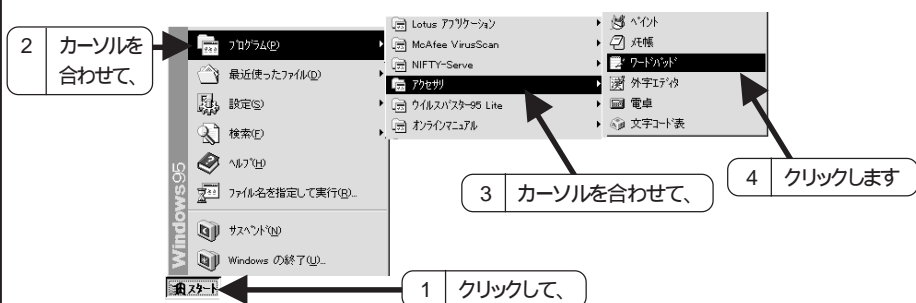 2 カーソルを
合わせて、
プログラム(P)
最近使ったファイル(D)
設定(S)
検索(F)
ヘルプ(H)
ファイル名を指定して実行(R)...
サスペンド(N)
Windows の終了(U)...
Windows95
スタート
Lotus アプリケーション
McAfee VirusScan
NIFTY-Serve
アクセサリ
ウイルスバスター95 Lite
オンラインマニュアル
ペイント
メモ帳
ワードパッド
外字エディタ
電卓
文字コード表
3 カーソルを合わせて、
4 クリックします
1 クリックして、